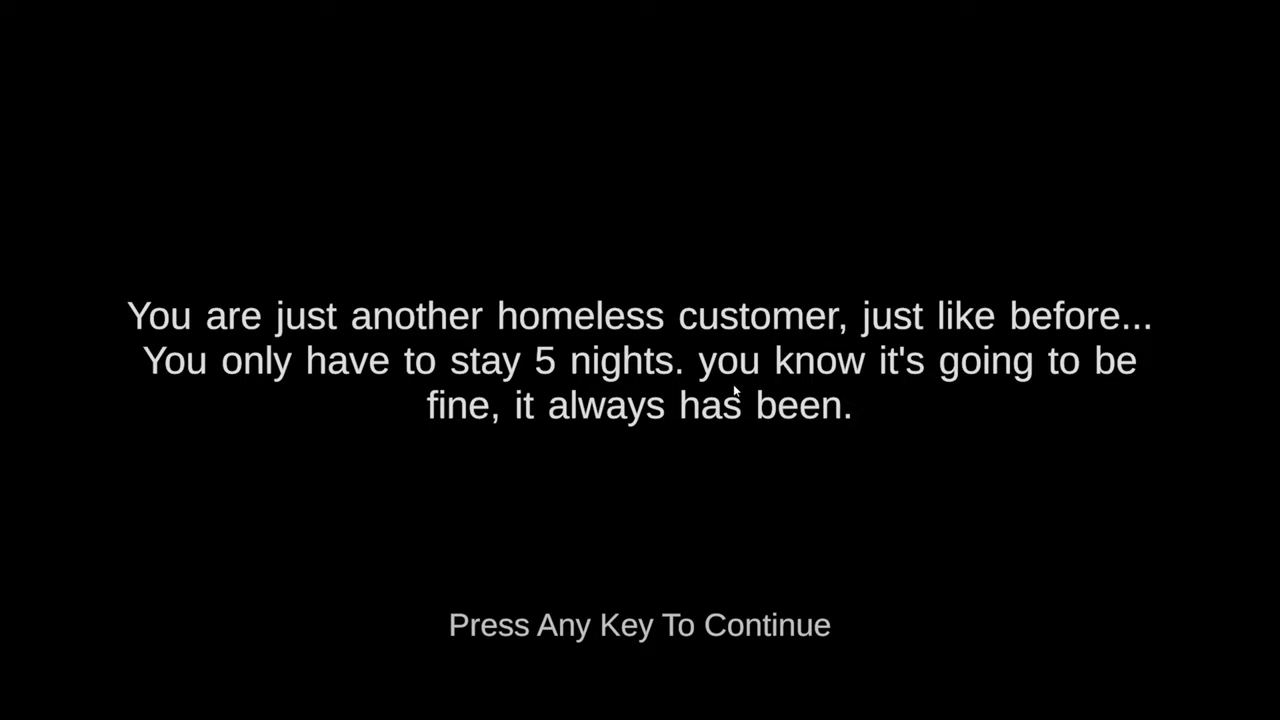 You are just another homeless customer, just like before...
You only have to stay 5 nights. you know it's going to be
fine, it always has been.
Press Any Key To Continue